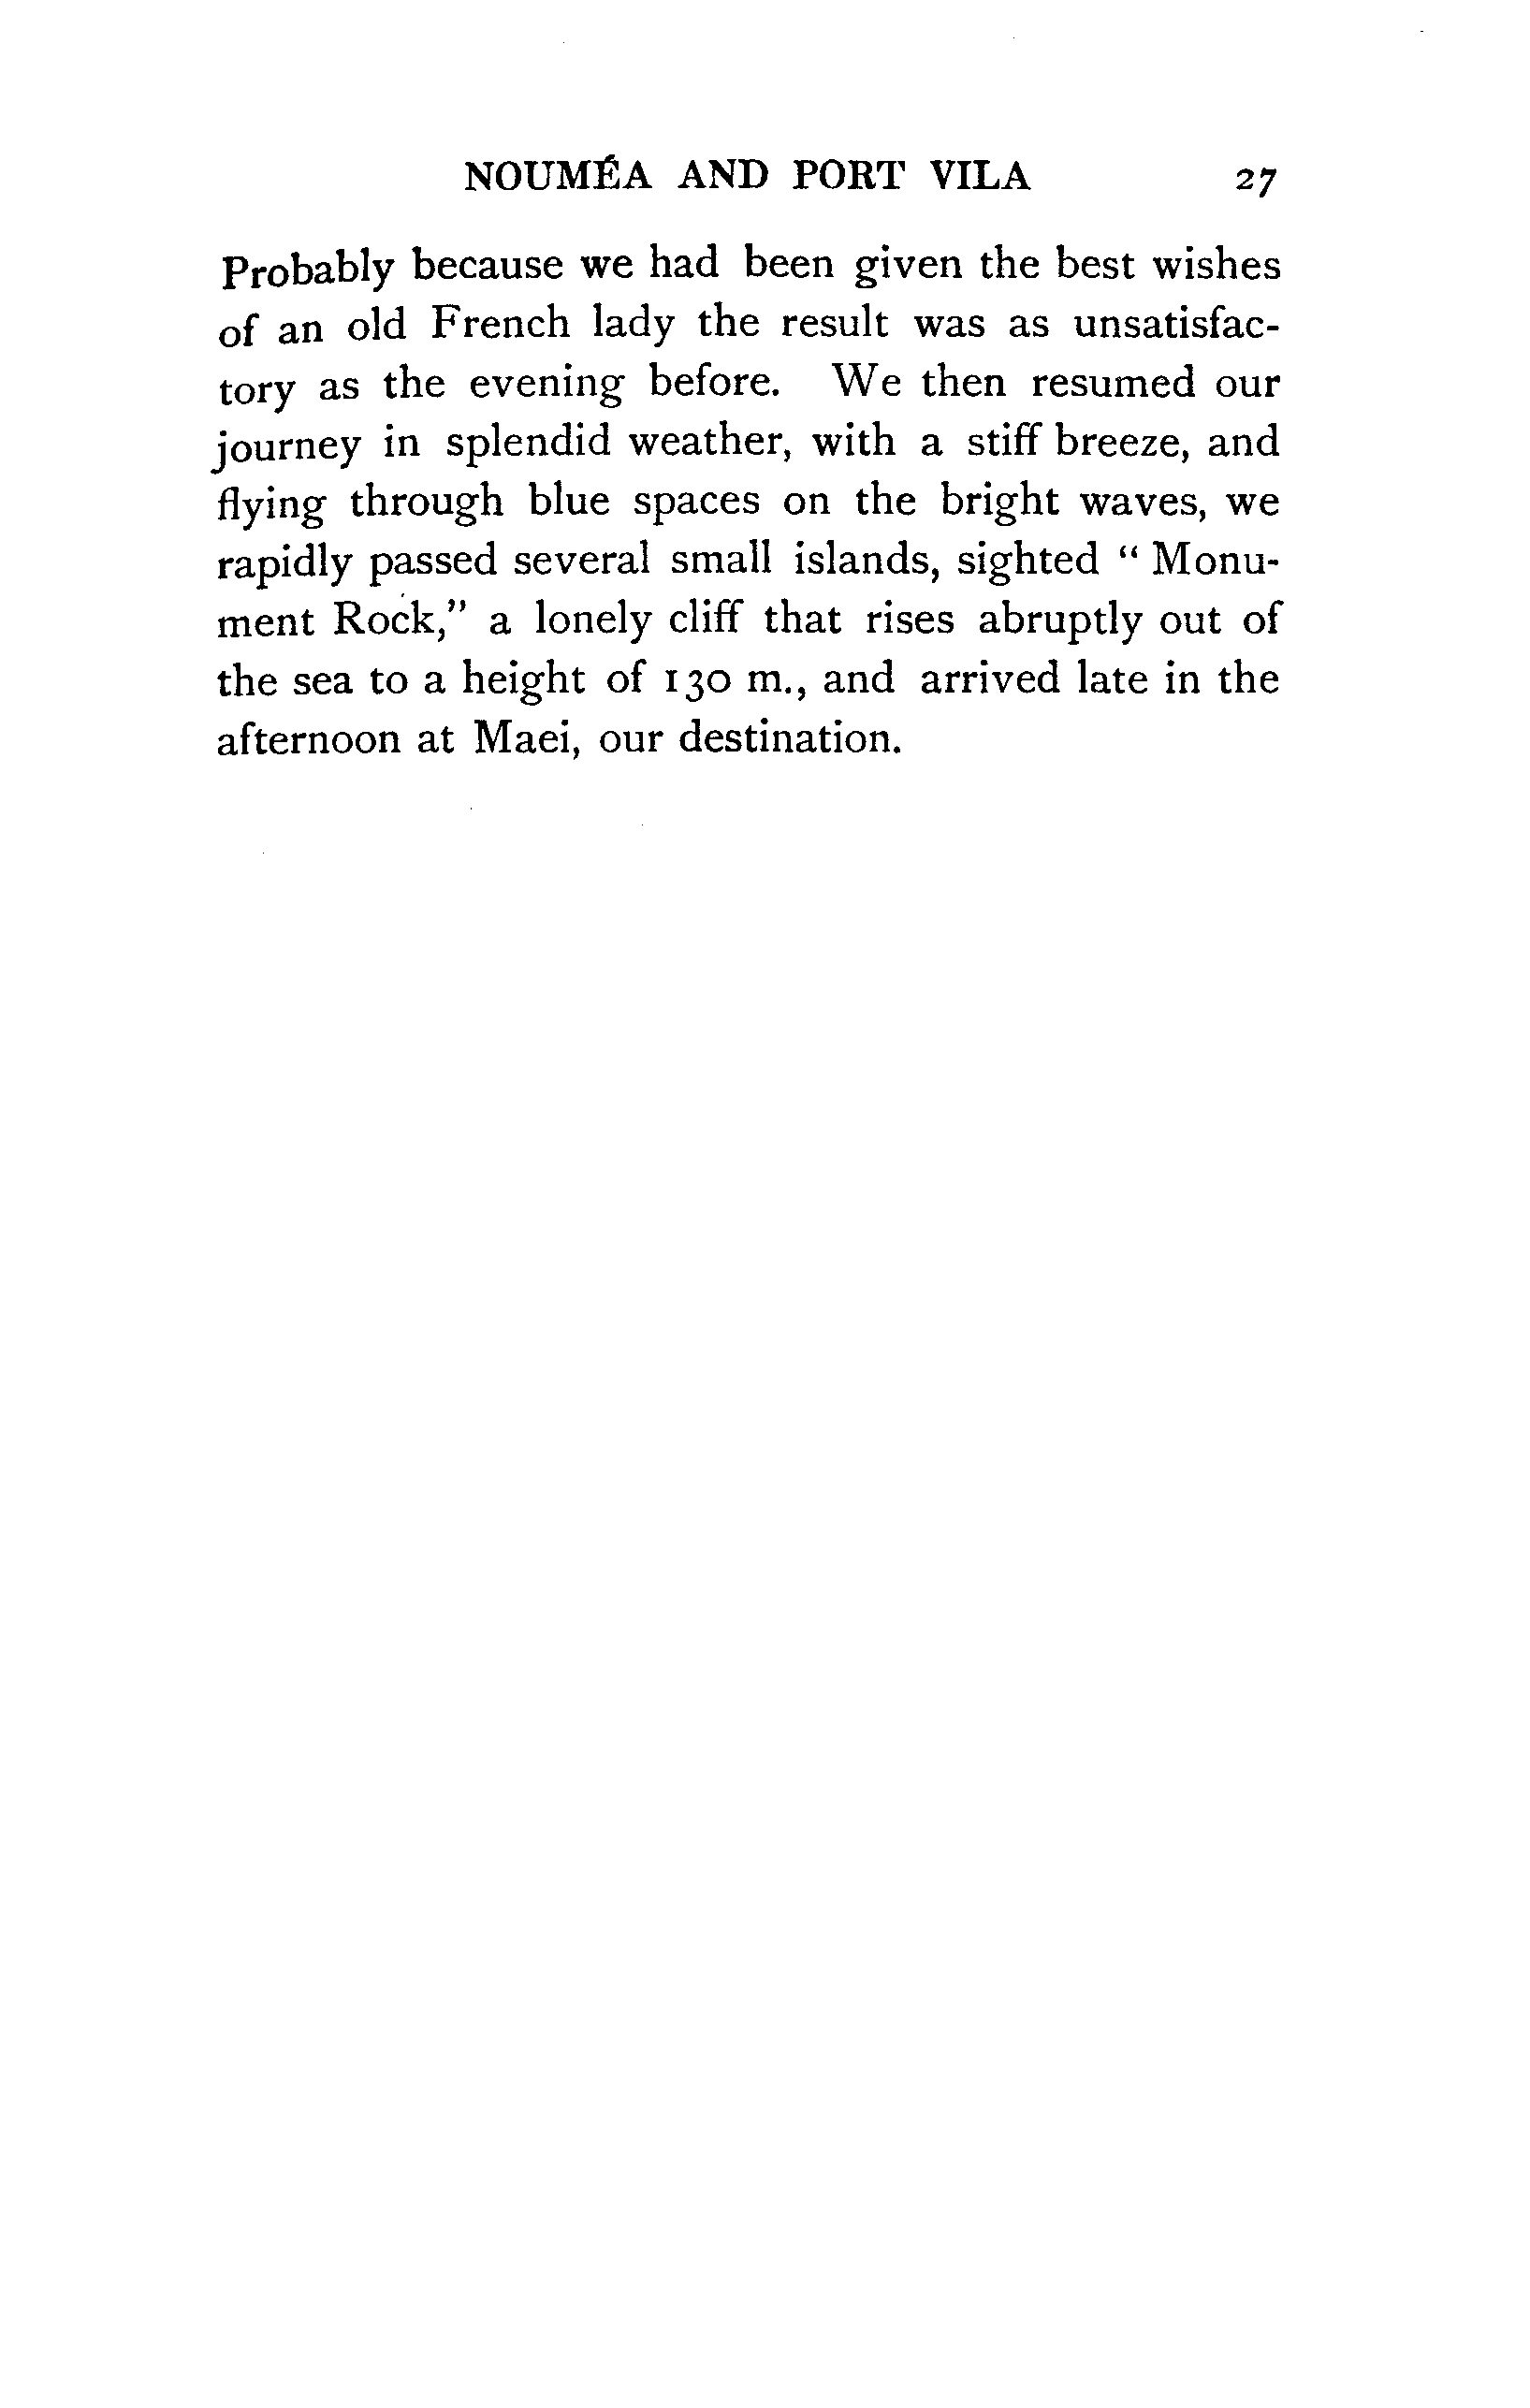 NOUMÉA AND PORT VILA 27
Probably because we had been given the best wishes
of an old French lady the result was as unsatisfac-
tory as the evening before. We then resumed our
journey in splendid weather, with a stiff breeze, and
flying through blue spaces on the bright waves, we
rapidly passed several small islands, sighted “ Monu-
ment Rock,” a lonely cliff that rises abruptly out of
the sea to a height of 130 m., and arrived late in the
afternoon at Maei, our destination.